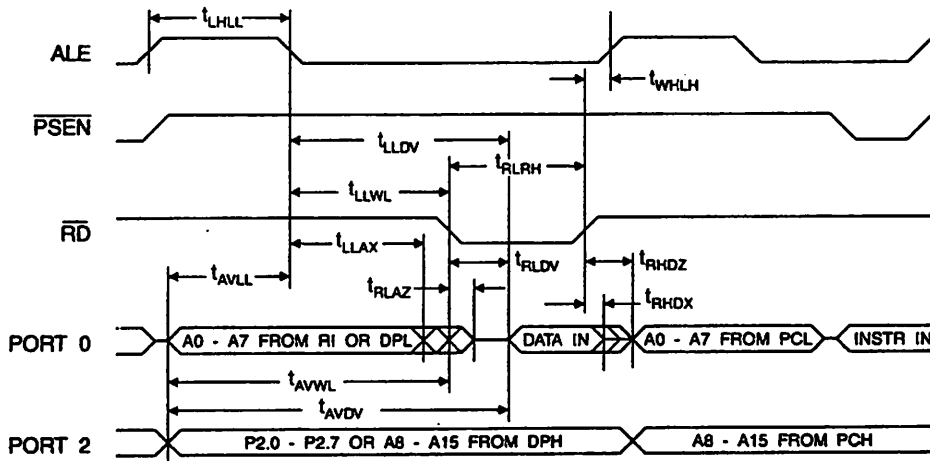 tLHLL
ALE
tWHLH
PSEN
tLLDV
tRLRH
tLLWL
RD
tLLAX
tRLDV
tRHDZ
tAVLL
tRLAZ
tRHDX
PORT 0
A0 - A7 FROM RI OR DPL
DATA IN
A0 - A7 FROM PCL
INSTR IN
tAVWL
tAVDV
PORT 2
P2.0 - P2.7 OR A8 - A15 FROM DPH
A8 - A15 FROM PCH